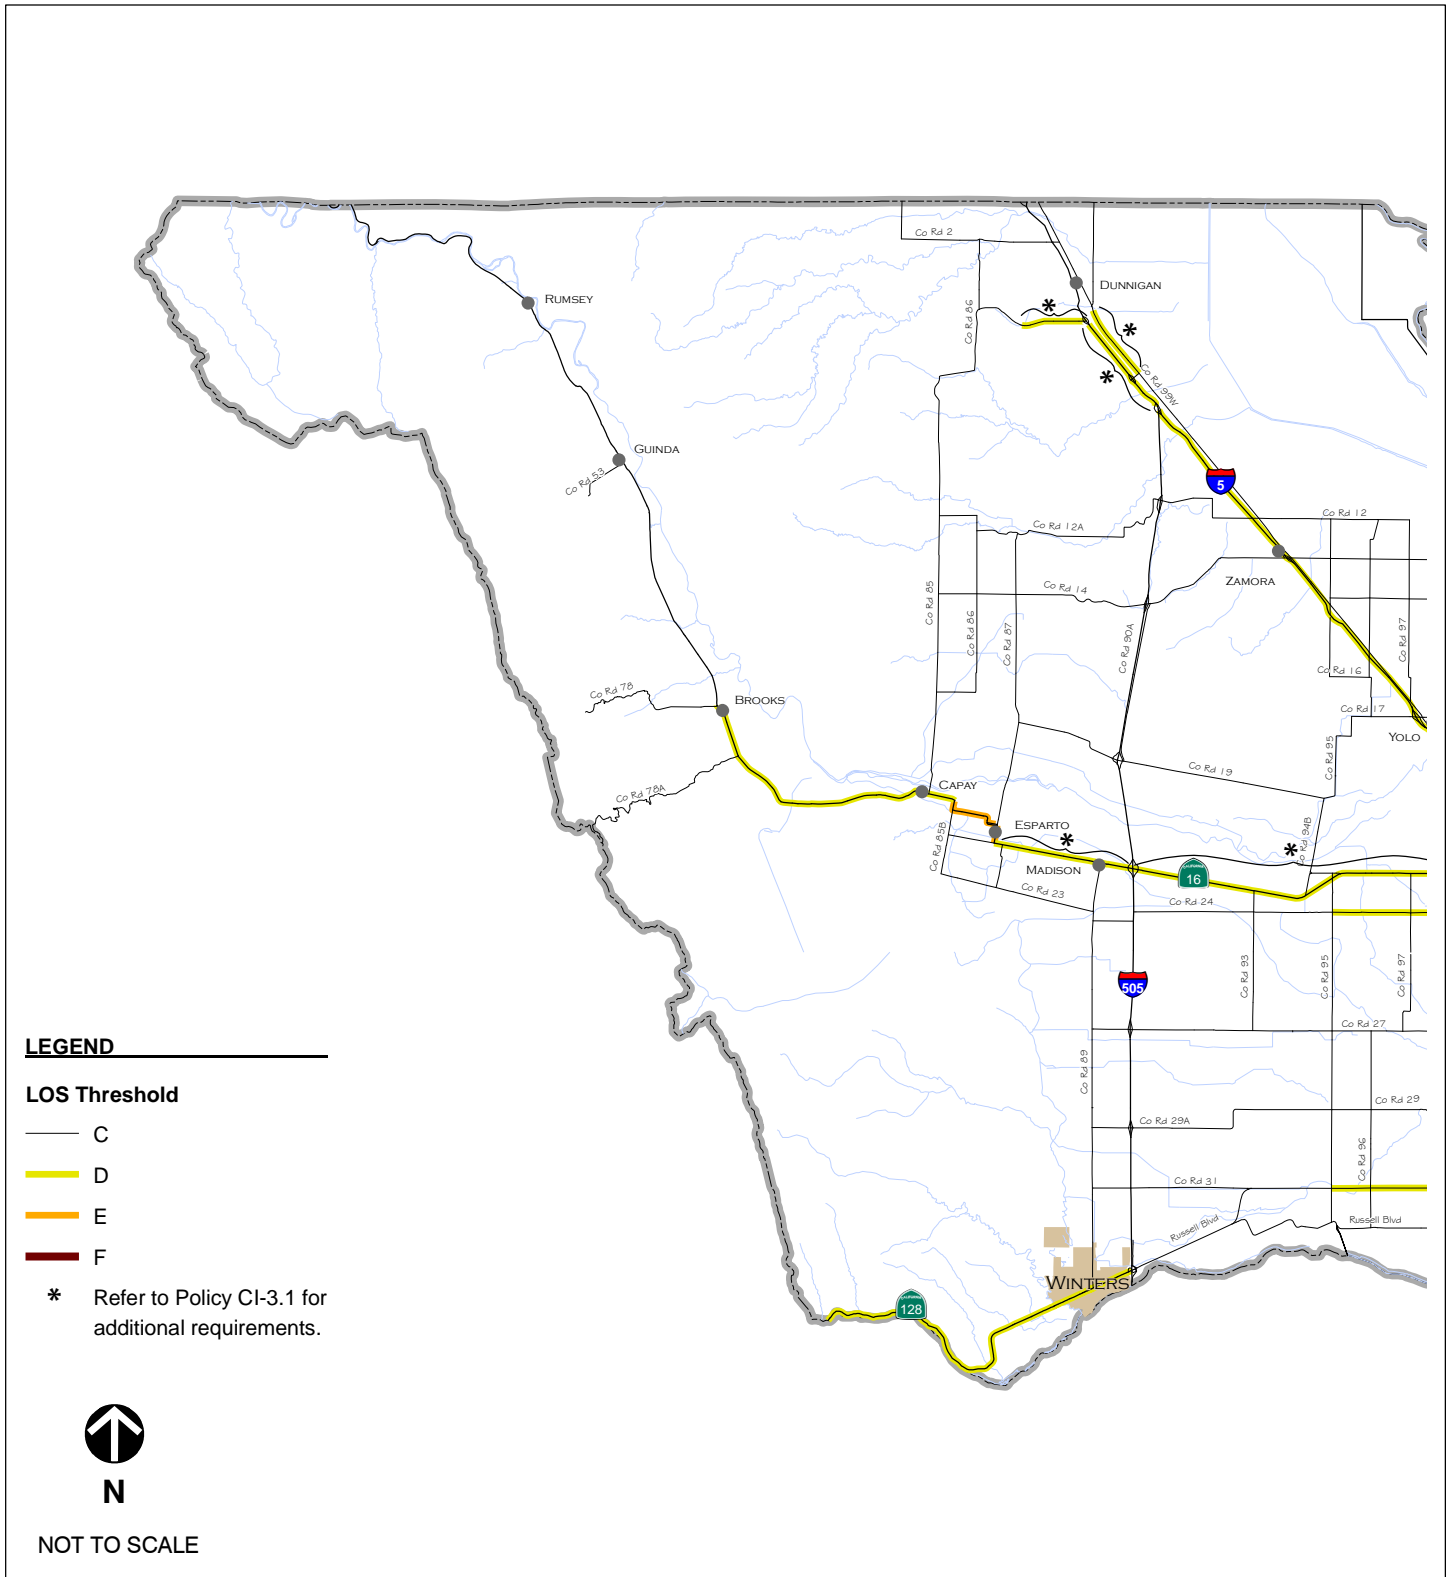 Co Rd 2
DUNNIGAN
RUMSEY
Co Rd 86
*
*
*
Co Rd 99W
GUINDA
Co Rd 53
5
Co Rd 12
Co Rd 12A
ZAMORA
Co Rd 14
Co Rd 85
Co Rd 86
Co Rd 87
Co Rd 90A
Co Rd 97
Co Rd 16
Co Rd 78
BROOKS
Co Rd 17
YOLO
Co Rd 95
Co Rd 19
Co Rd 78A
CAPAY
ESPARTO
*
*
Co Rd 94B
Co Rd 85B
MADISON
CALIFORNIA
16
Co Rd 23
Co Rd 24
Co Rd 93
Co Rd 95
Co Rd 97
505
Co Rd 27
Co Rd 89
Co Rd 29
Co Rd 29A
Co Rd 96
Co Rd 31
Russell Blvd
Russell Blvd
WINTERS
CALIFORNIA
128
LEGEND
LOS Threshold
C
D
E
F
* Refer to Policy CI-3.1 for
additional requirements.
N
NOT TO SCALE